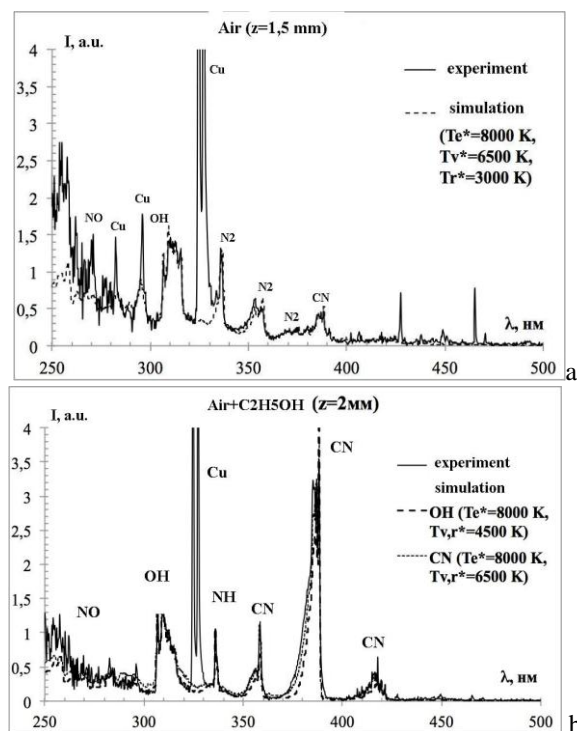 I, a.u.
Air (z=1,5 mm)
4
3,5
3
2,5
2
1,5
1
0,5
0
Cu
experiment
simulation
(Te*=8000 K,
Tv*=6500 K,
Tr*=3000 K)
NO
Cu
Cu
OH
N2
N2
N2
CN
λ, нм
250
300
350
400
450
500
a
I, a.u.
Air+C2H5OH (z=2мм)
4
3,5
3
2,5
2
1,5
1
0,5
0
CN
Cu
experiment
simulation
OH (Te*=8000 K,
Tv,r*=4500 K)
CN (Te*=8000 K,
Tv,r*=6500 K)
NO
OH
NH
CN
CN
λ, нм
250
300
350
400
450
500
b